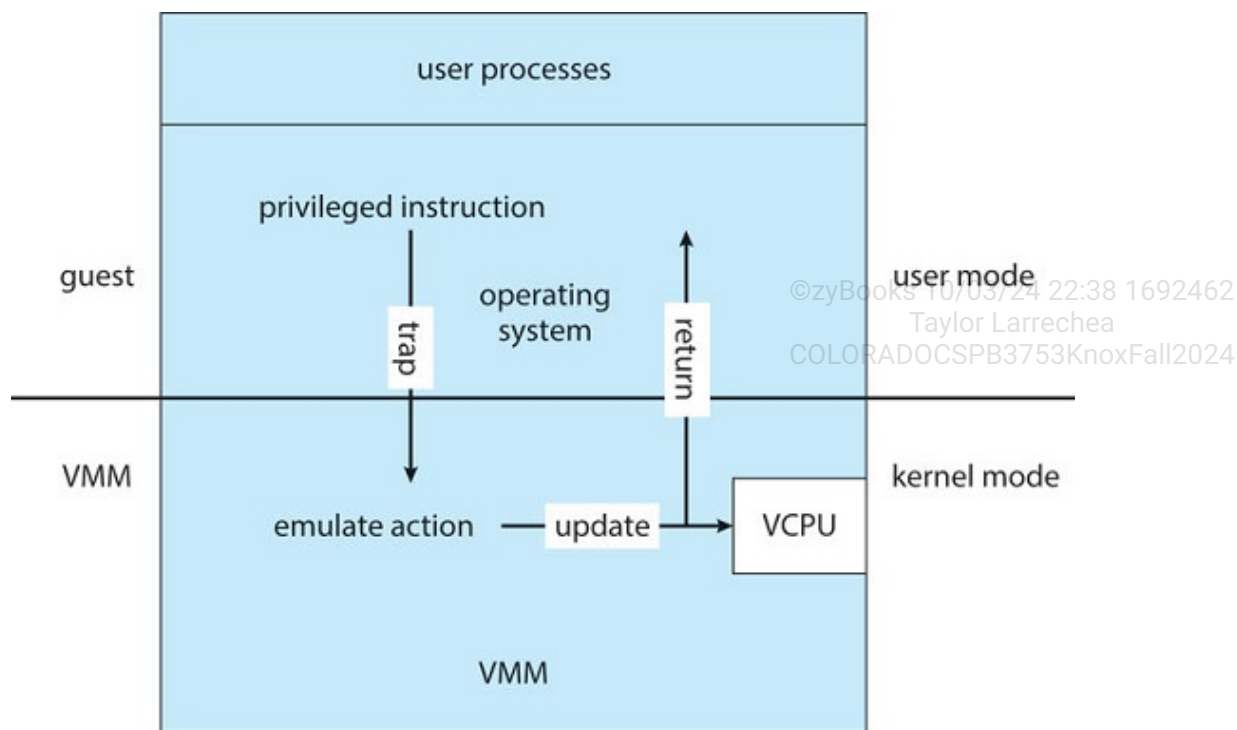 user processes
privileged instruction
guest
user mode
operating
system
trap
return
©zyBooks 10/03/24 22:38 1692462
Taylor Larrechea
COLORADOCSPB3753KnoxFall2024
VMM
kernel mode
emulate action
update
VCPU
VMM